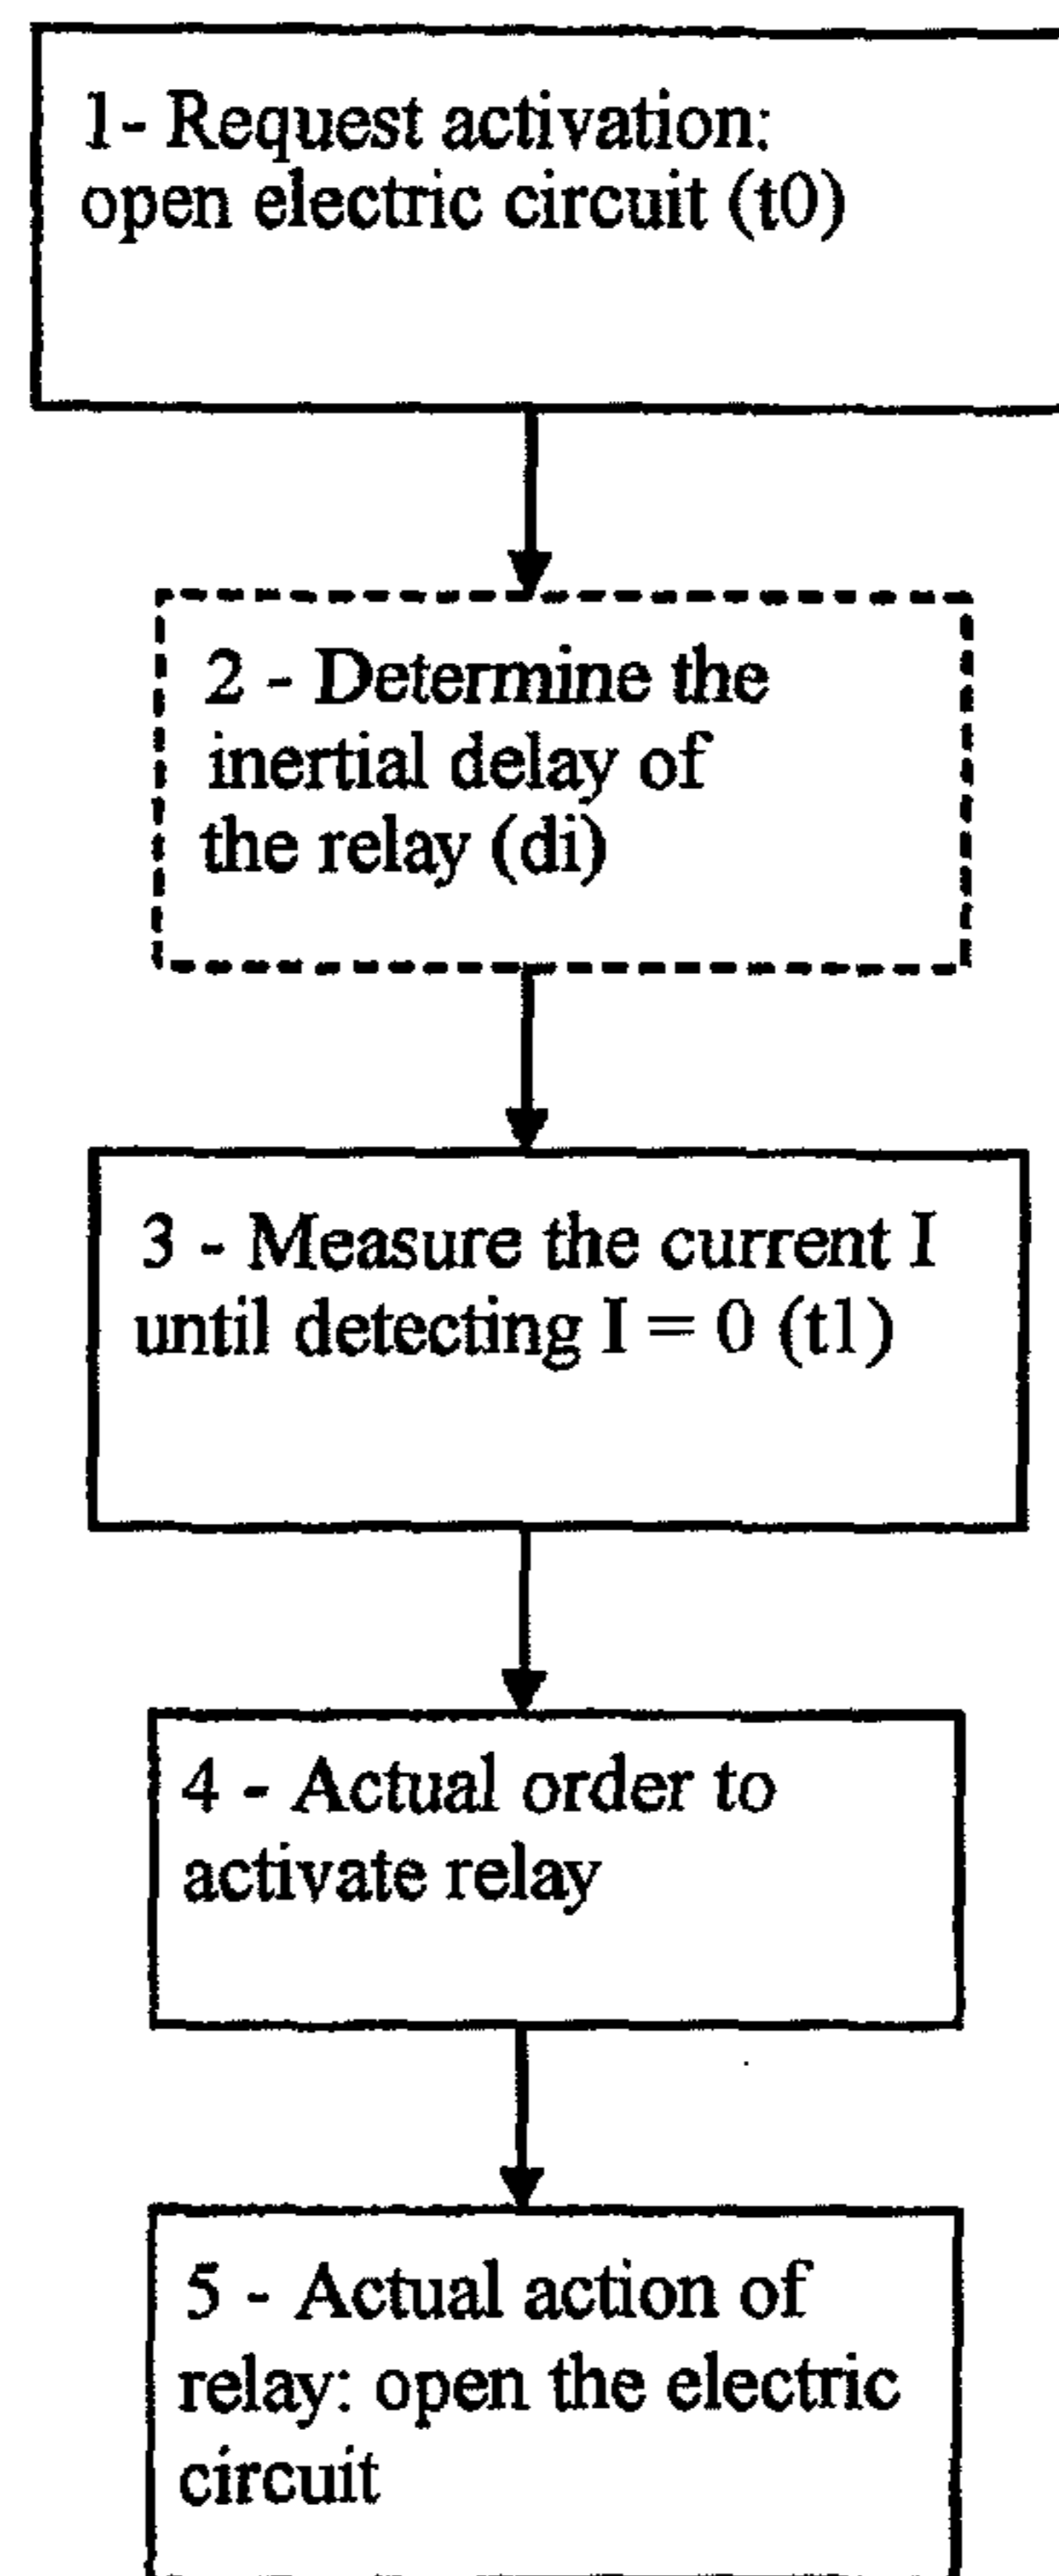 1- Request activation:
open electric circuit (t0)
2 - Determine the
inertial delay of
the relay (di)
3 - Measure the current I
until detecting I = 0 (t1)
4 - Actual order to
activate relay
5 - Actual action of
relay: open the electric
circuit